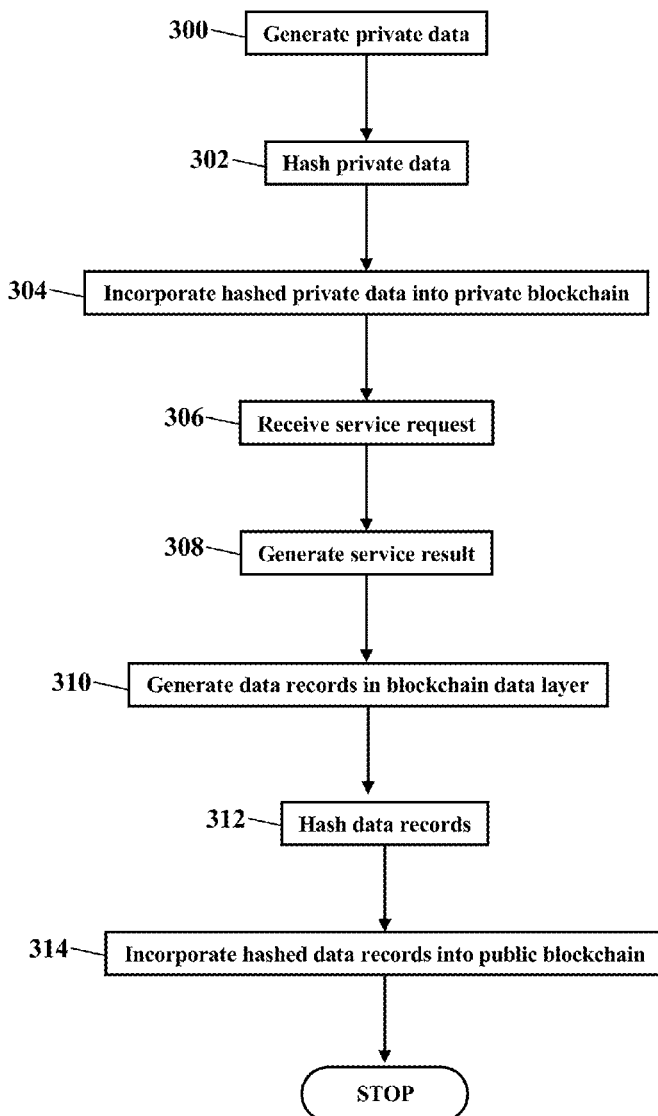 300 Generate private data
302 Hash private data
304 Incorporate hashed private data into private blockchain
306 Receive service request
308 Generate service result
310 Generate data records in blockchain data layer
312 Hash data records
314 Incorporate hashed data records into public blockchain
STOP